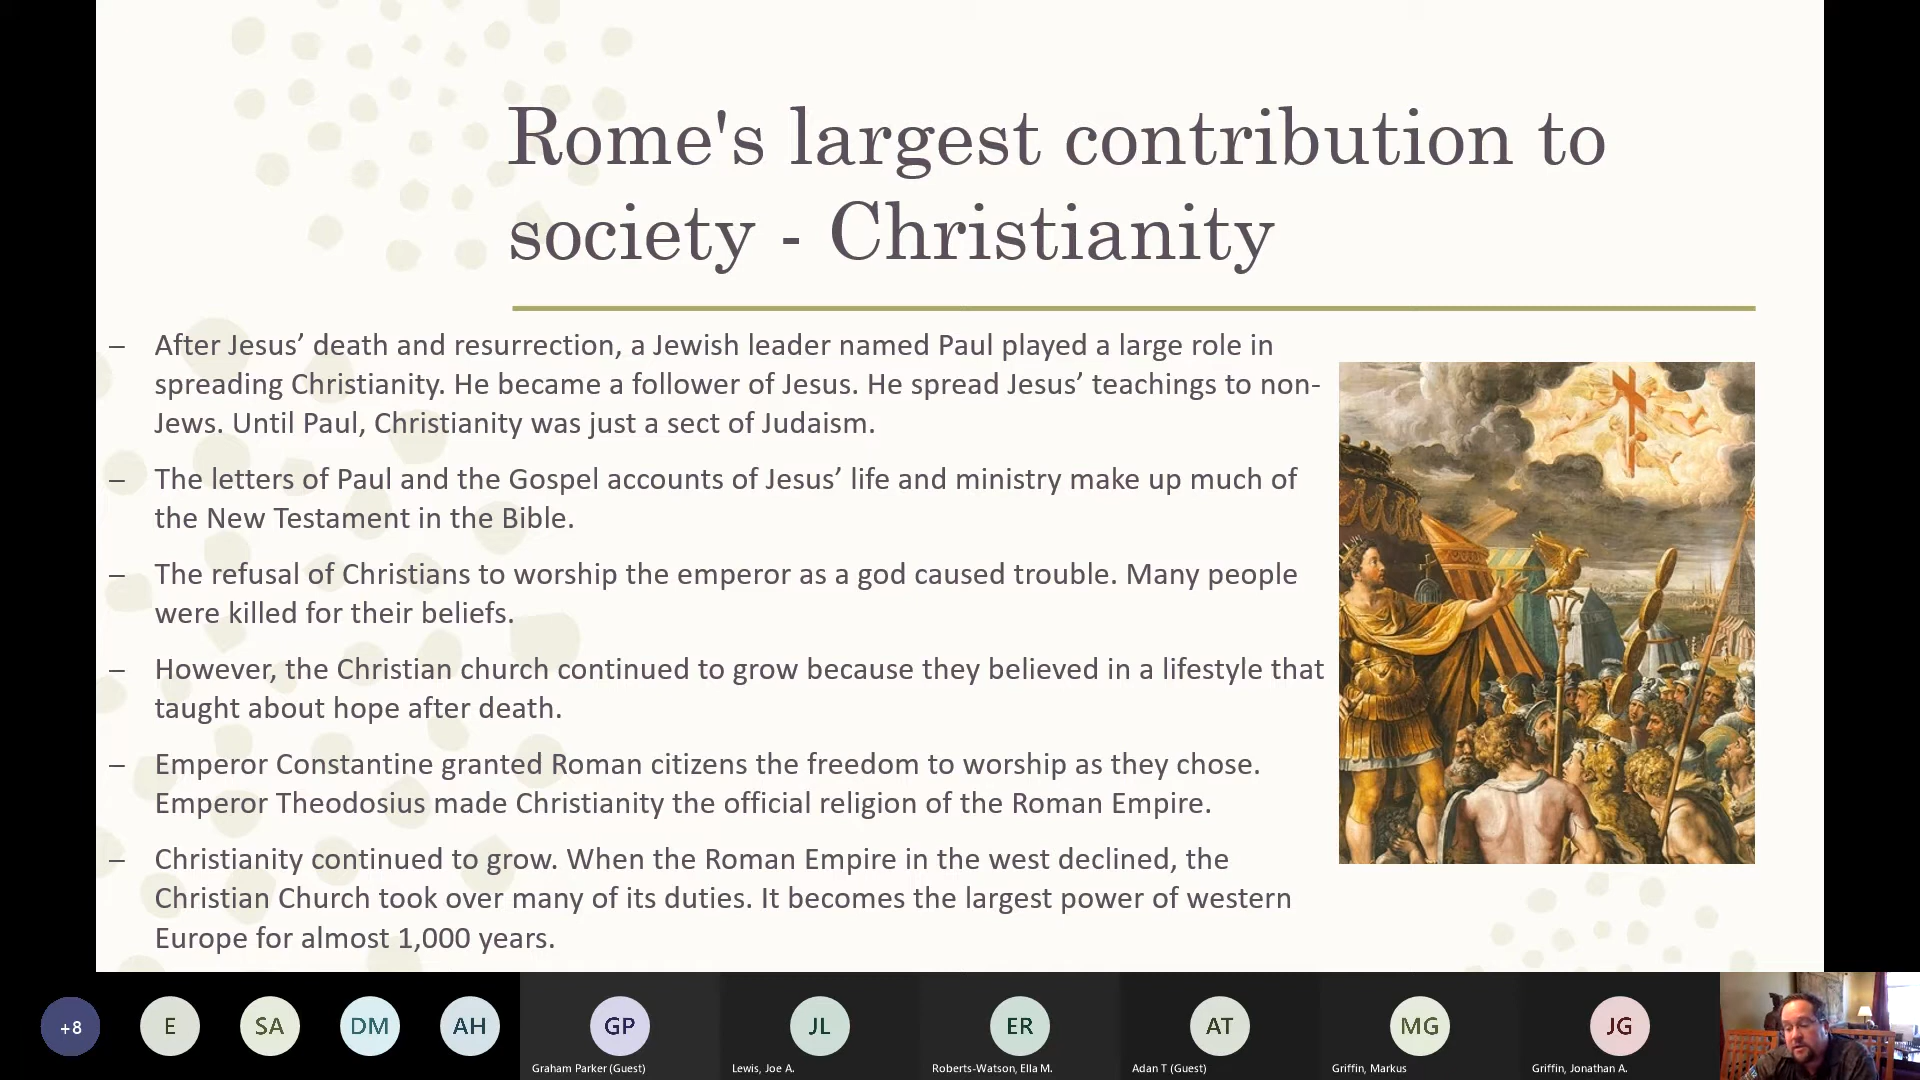 Rome's largest contribution to
society - Christianity
– After Jesus’ death and resurrection, a Jewish leader named Paul played a large role in
spreading Christianity. He became a follower of Jesus. He spread Jesus’ teachings to non-
Jews. Until Paul, Christianity was just a sect of Judaism.
– The letters of Paul and the Gospel accounts of Jesus’ life and ministry make up much of
the New Testament in the Bible.
– The refusal of Christians to worship the emperor as a god caused trouble. Many people
were killed for their beliefs.
– However, the Christian church continued to grow because they believed in a lifestyle that
taught about hope after death.
– Emperor Constantine granted Roman citizens the freedom to worship as they chose.
Emperor Theodosius made Christianity the official religion of the Roman Empire.
– Christianity continued to grow. When the Roman Empire in the west declined, the
Christian Church took over many of its duties. It becomes the largest power of western
Europe for almost 1,000 years.
+8 E SA DM AH GP JL ER AT MG JG
Graham Parker (Guest) Lewis, Joe A. Roberts-Watson, Ella M. Adan T (Guest) Griffin, Markus Griffin, Jonathan A.